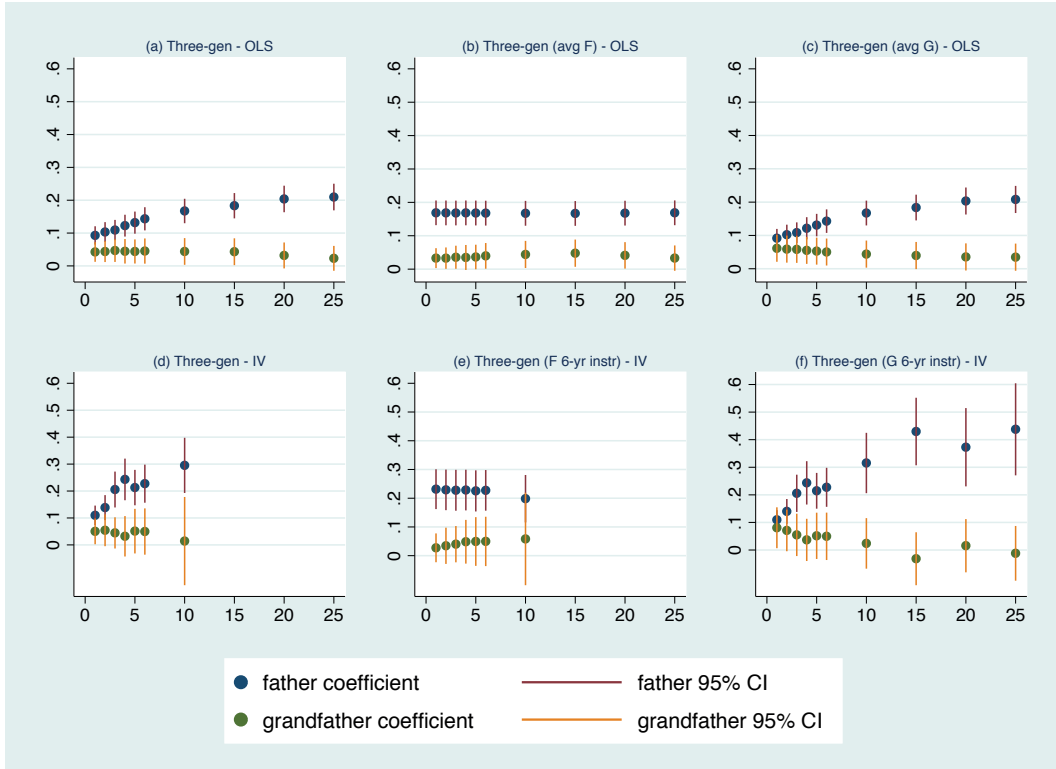 (a) Three-gen - OLS
(b) Three-gen (avg F) - OLS
(c) Three-gen (avg G) - OLS
0 .1 .2 .3 .4 .5 .6
0 .1 .2 .3 .4 .5 .6
0 .1 .2 .3 .4 .5 .6
0 5 10 15 20 25
0 5 10 15 20 25
0 5 10 15 20 25
(d) Three-gen - IV
(e) Three-gen (F 6-yr instr) - IV
(f) Three-gen (G 6-yr instr) - IV
0 .1 .2 .3 .4 .5 .6
0 .1 .2 .3 .4 .5 .6
0 .1 .2 .3 .4 .5 .6
0 5 10 15 20 25
0 5 10 15 20 25
0 5 10 15 20 25
father coefficient
father 95% CI
grandfather coefficient
grandfather 95% CI